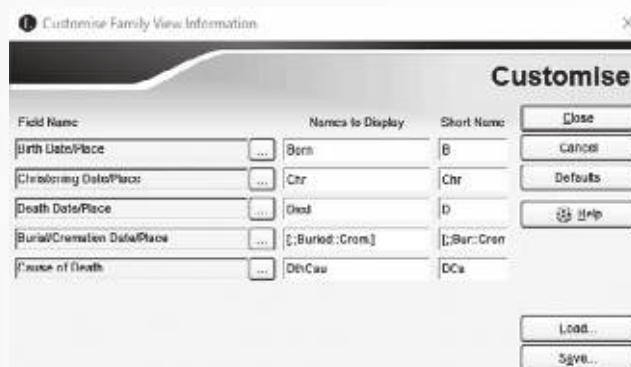 Customise Family View Information
Customise
Field Name Names to Display Short Name
Birth Date/Place ... Born B
Christening Date/Place ... Chr Chr
Death Date/Place ... Died D
Burial/Cremation Date/Place ... [;;Buried::Crem.] [;;Bur::Crem
Cause of Death ... DthCau DCa
Close
Cancel
Defaults
Help
Load...
Save...